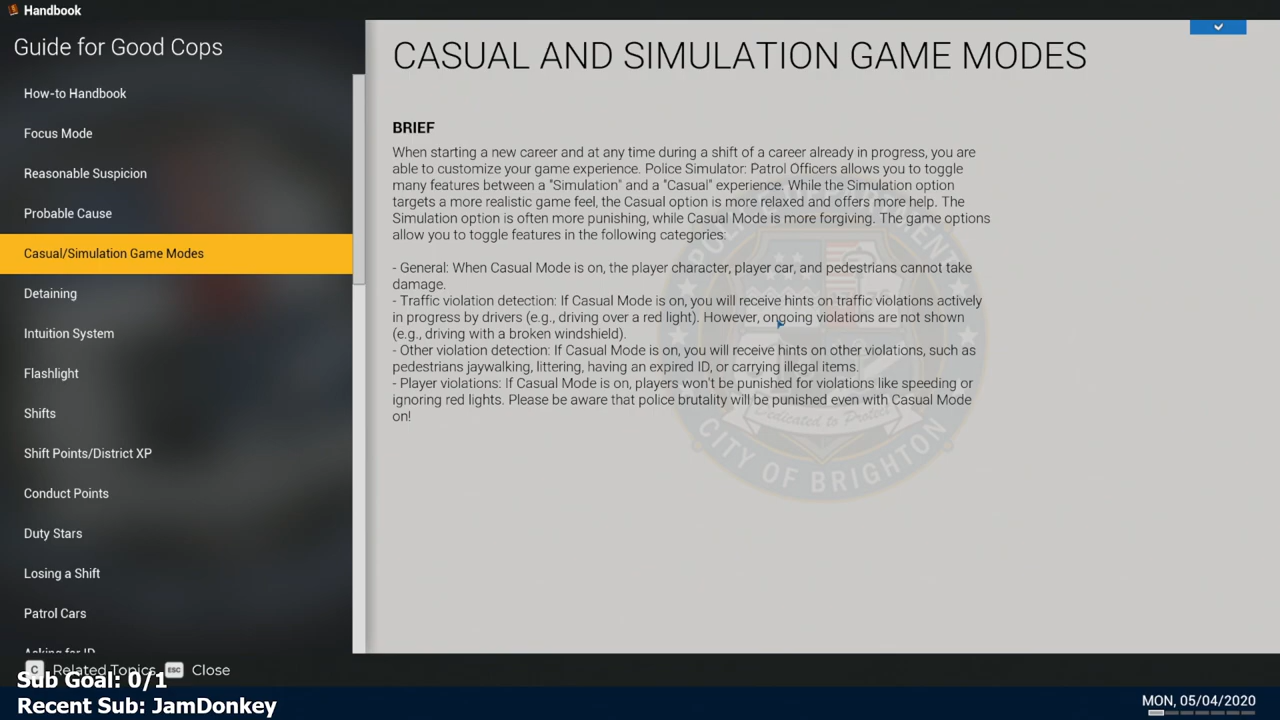 Handbook
Guide for Good Cops
How-to Handbook
Focus Mode
Reasonable Suspicion
Probable Cause
Casual/Simulation Game Modes
Detaining
Intuition System
Flashlight
Shifts
Shift Points/District XP
Conduct Points
Duty Stars
Losing a Shift
Patrol Cars
Asking for ID
CASUAL AND SIMULATION GAME MODES
BRIEF
When starting a new career and at any time during a shift of a career already in progress, you are
able to customize your game experience. Police Simulator: Patrol Officers allows you to toggle
many features between a "Simulation" and a "Casual" experience. While the Simulation option
targets a more realistic game feel, the Casual option is more relaxed and offers more help. The
Simulation option is often more punishing, while Casual Mode is more forgiving. The game options
allow you to toggle features in the following categories:
- General: When Casual Mode is on, the player character, player car, and pedestrians cannot take
damage.
- Traffic violation detection: If Casual Mode is on, you will receive hints on traffic violations actively
in progress by drivers (e.g., driving over a red light). However, ongoing violations are not shown
(e.g., driving with a broken windshield).
- Other violation detection: If Casual Mode is on, you will receive hints on other violations, such as
pedestrians jaywalking, littering, having an expired ID, or carrying illegal items.
- Player violations: If Casual Mode is on, players won't be punished for violations like speeding or
ignoring red lights. Please be aware that police brutality will be punished even with Casual Mode
on!
Dedicated to Protect
CITY OF BRIGHTON
C Related Topics ESC Close
Sub Goal: 0/1
Recent Sub: JamDonkey
MON, 05/04/2020